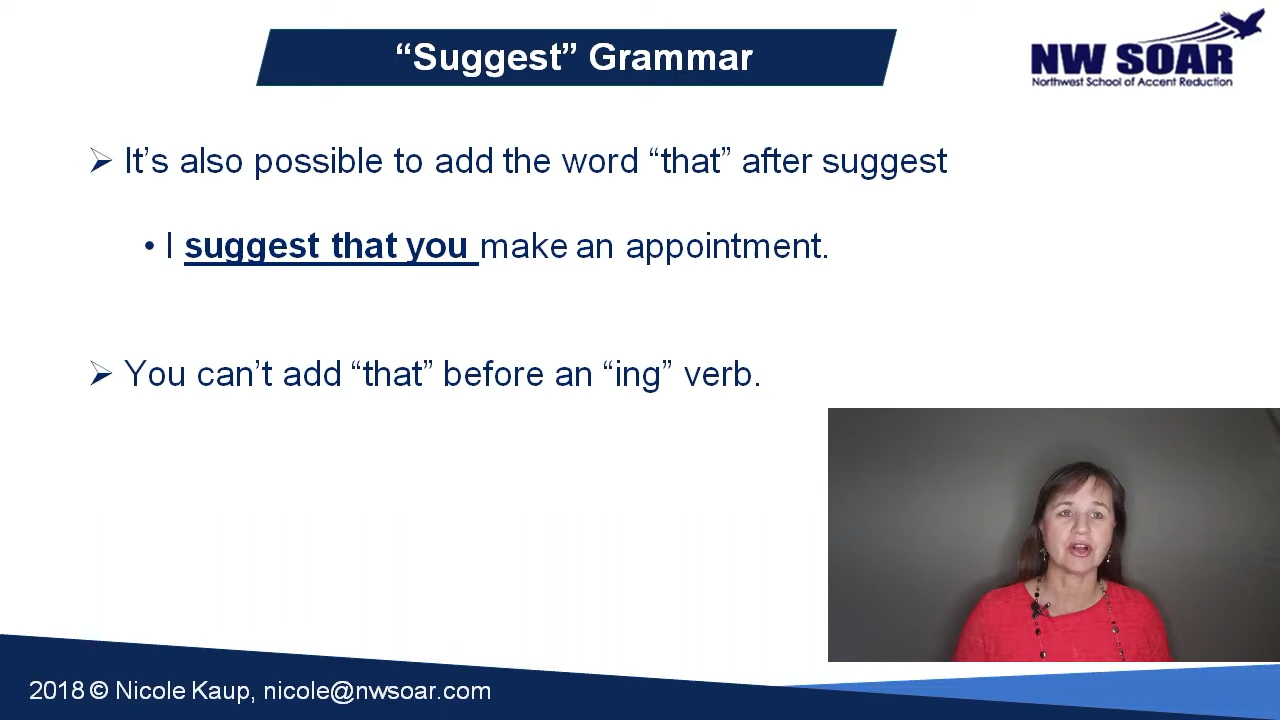 “Suggest” Grammar
NW SOAR
Northwest School of Accent Reduction
➢ It’s also possible to add the word “that” after suggest
• I suggest that you make an appointment.
➢ You can’t add “that” before an “ing” verb.
2018 © Nicole Kaup, nicole@nwsoar.com